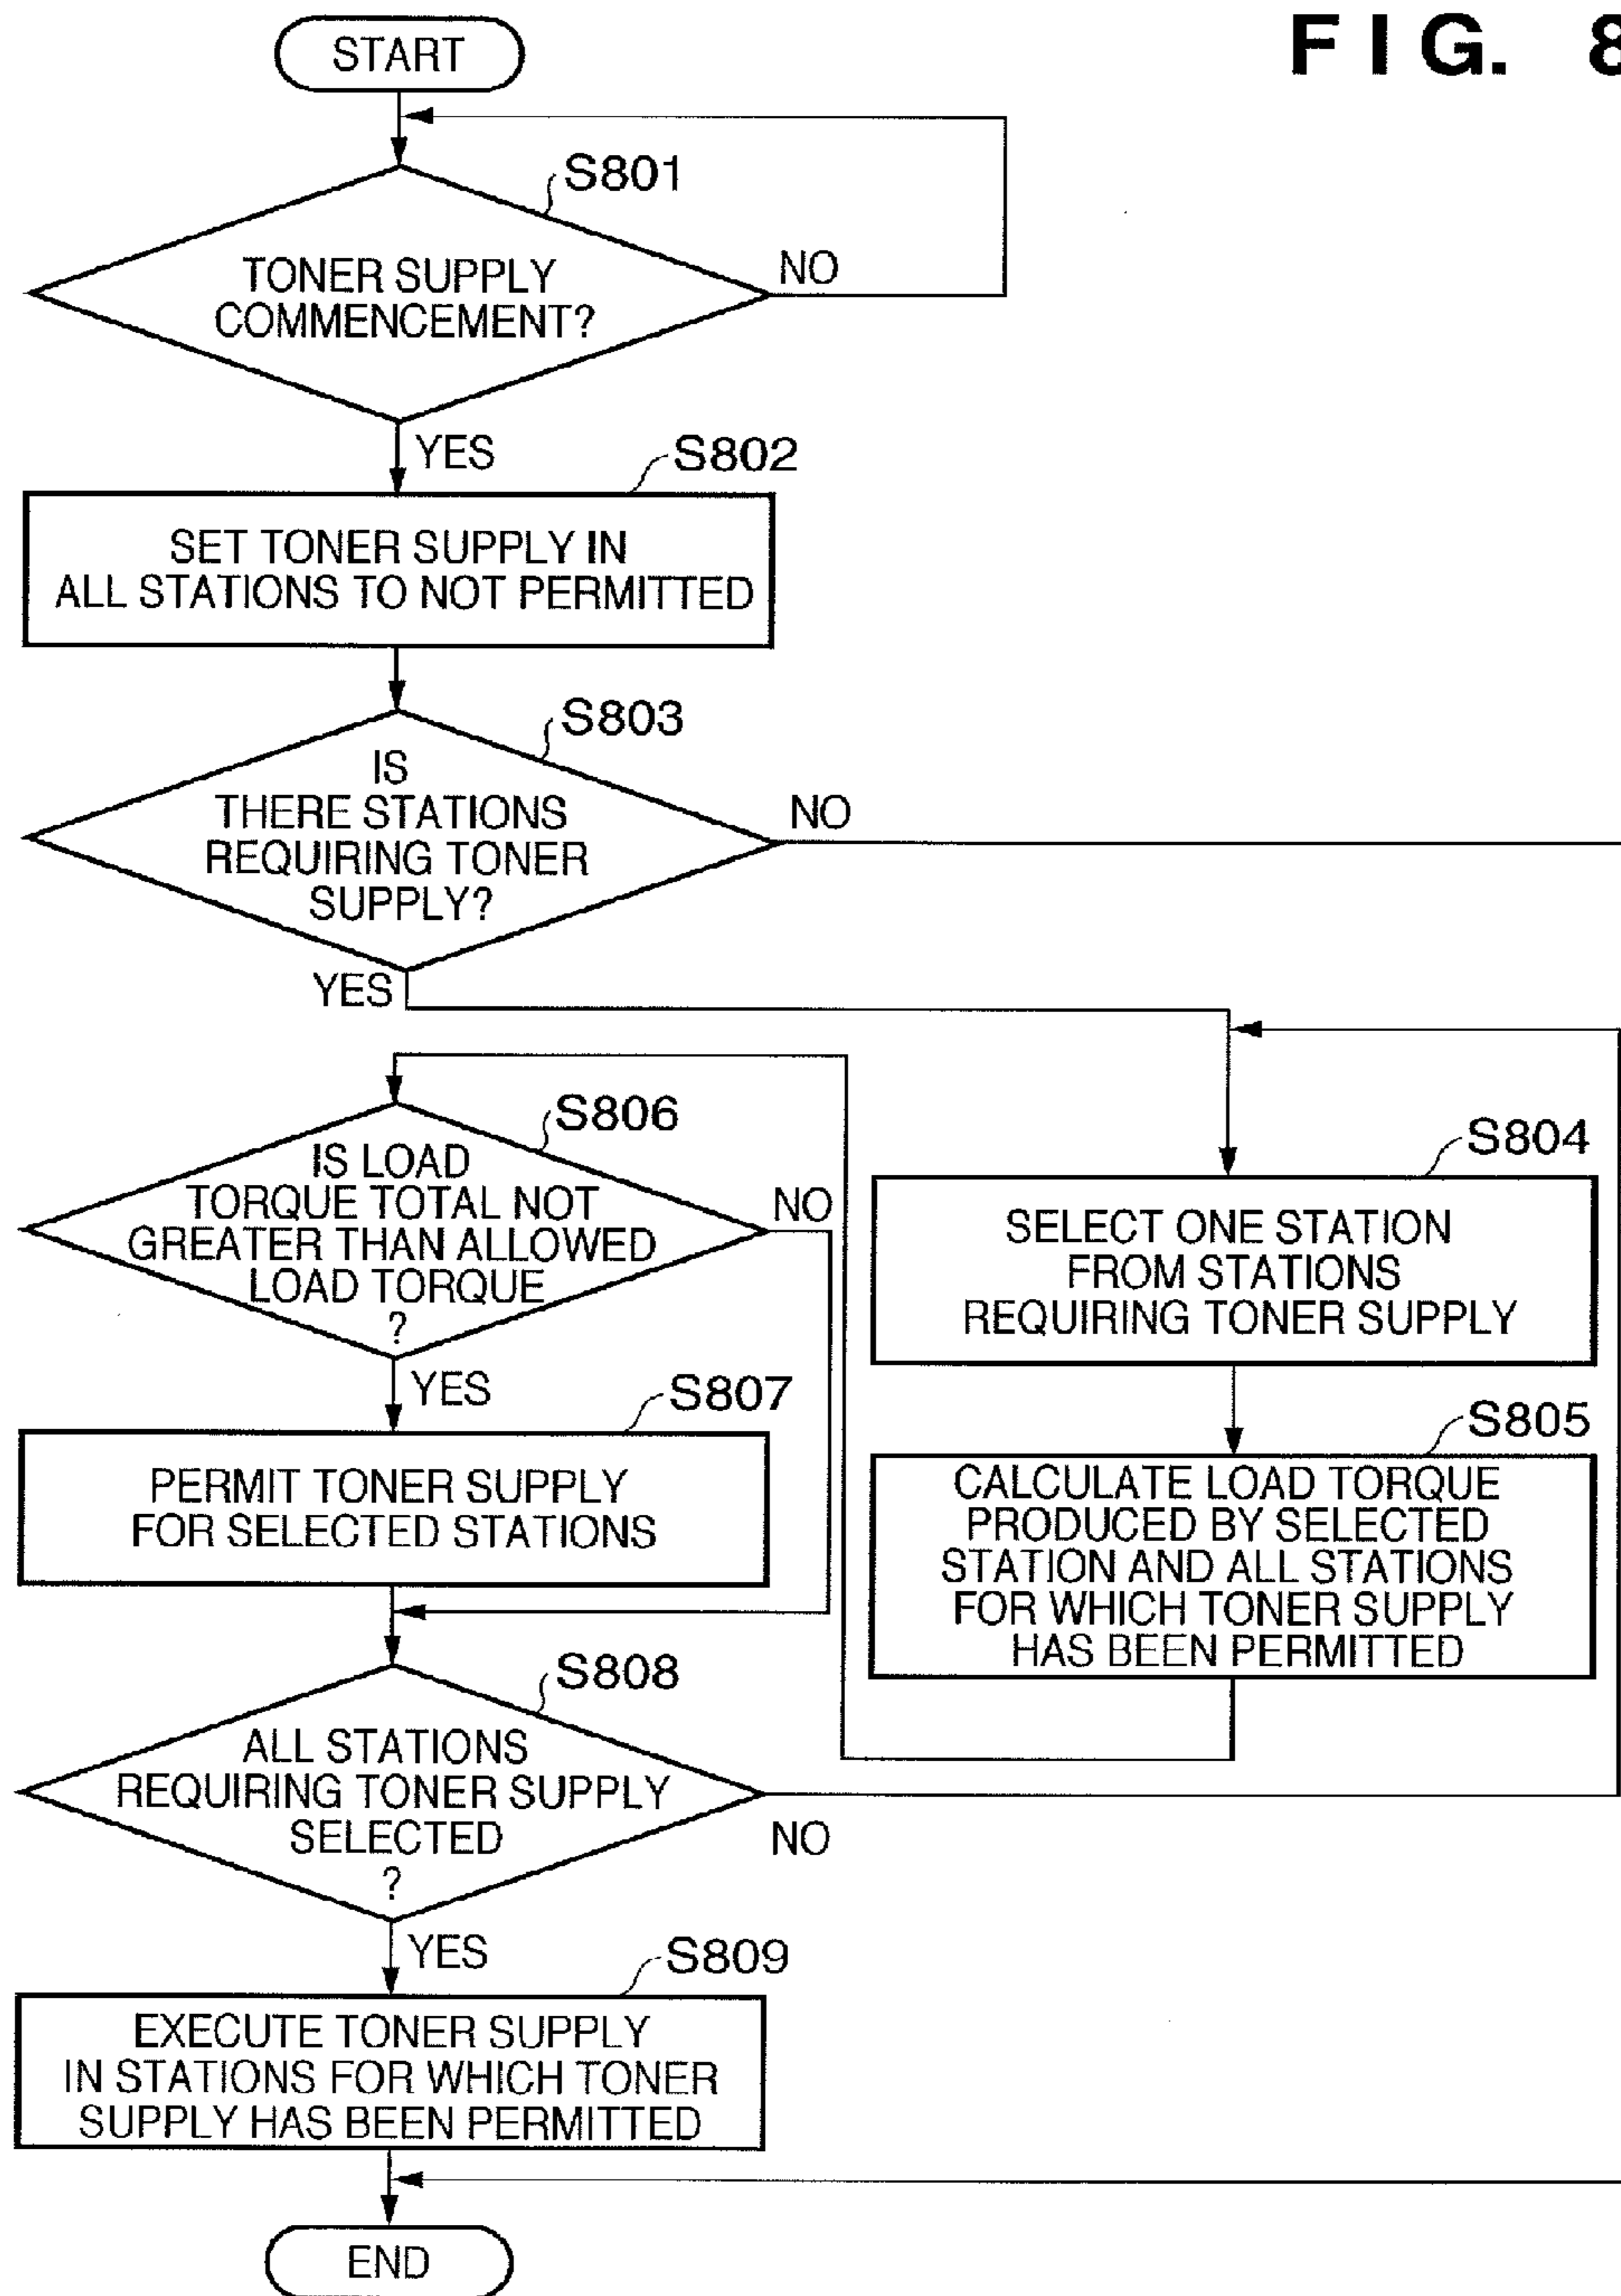 FIG. 8
START
S801
TONER SUPPLY
COMMENCEMENT?
NO
YES
S802
SET TONER SUPPLY IN
ALL STATIONS TO NOT PERMITTED
S803
IS
THERE STATIONS
REQUIRING TONER
SUPPLY?
NO
YES
S804
SELECT ONE STATION
FROM STATIONS
REQUIRING TONER SUPPLY
S805
CALCULATE LOAD TORQUE
PRODUCED BY SELECTED
STATION AND ALL STATIONS
FOR WHICH TONER SUPPLY
HAS BEEN PERMITTED
S806
IS LOAD
TORQUE TOTAL NOT
GREATER THAN ALLOWED
LOAD TORQUE
?
NO
YES
S807
PERMIT TONER SUPPLY
FOR SELECTED STATIONS
S808
ALL STATIONS
REQUIRING TONER SUPPLY
SELECTED
?
NO
YES
S809
EXECUTE TONER SUPPLY
IN STATIONS FOR WHICH TONER
SUPPLY HAS BEEN PERMITTED
END